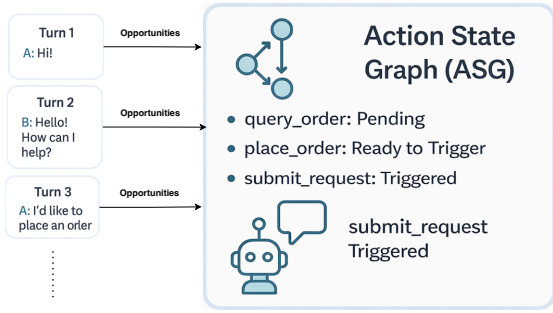 Turn 1
A: Hi!
Opportunities
Turn 2
B: Hello!
How can I
help?
Opportunities
Turn 3
A: I'd like to
place an orler
Opportunities
Action State
Graph (ASG)
• query_order: Pending
• place_order: Ready to Trigger
• submit_request: Triggered
submit_request
Triggered